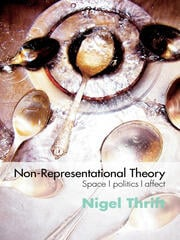 Non-Representational Theory
Space | politics | affect
Nigel Thrift